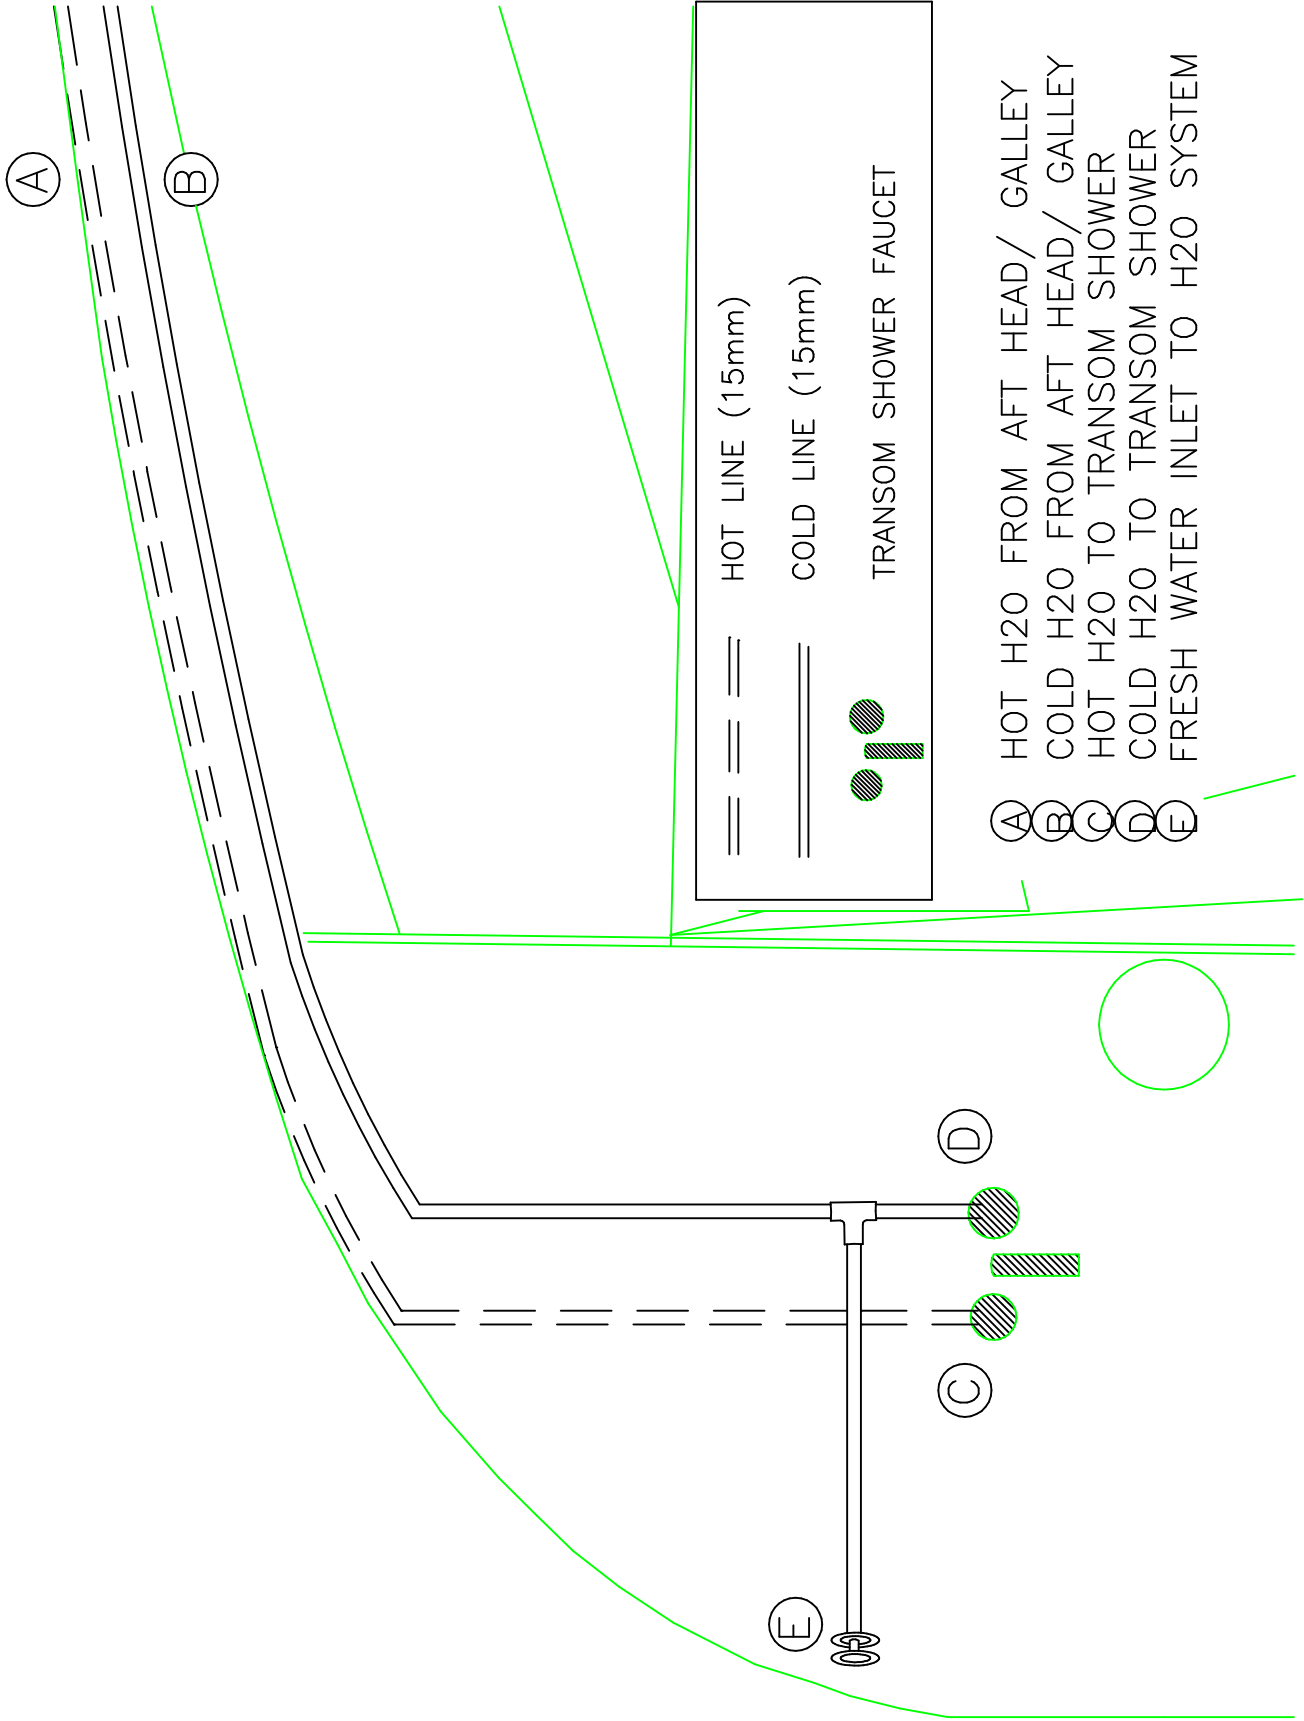 A
B
HOT LINE (15mm)
COLD LINE (15mm)
TRANSOM SHOWER FAUCET
A HOT H2O FROM AFT HEAD/ GALLEY
B COLD H2O FROM AFT HEAD/ GALLEY
C HOT H2O TO TRANSOM SHOWER
D COLD H2O TO TRANSOM SHOWER
E FRESH WATER INLET TO H2O SYSTEM
D
C
E